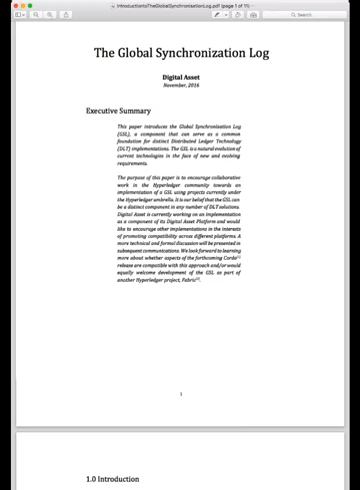 IntroductiontoTheGlobalSynchronisationLog.pdf (page 1 of 11)
Search
The Global Synchronization Log
Digital Asset
November, 2016
Executive Summary
This paper introduces the Global Synchronisation Log
(GSL), a component that can serve as a common
foundation for distinct Distributed Ledger Technology
(DLT) implementations. The GSL is a natural evolution of
current technologies in the face of new and evolving
requirements.
The purpose of this paper is to encourage collaborative
work in the Hyperledger community towards an
implementation of a GSL using projects currently under
the Hyperledger umbrella. It is our belief that the GSL can
be a distinct component in any number of DLT solutions.
Digital Asset is currently working on an implementation
as a component of its Digital Asset Platform and would
like to encourage other implementations in the interests
of promoting compatibility across different platforms. A
more technical and formal discussion will be presented in
subsequent communications. We look forward to learning
more about whether aspects of the forthcoming Corda[1]
release are compatible with this approach and/or would
equally welcome development of the GSL as part of
another Hyperledger project, Fabric[2].
1
1.0 Introduction